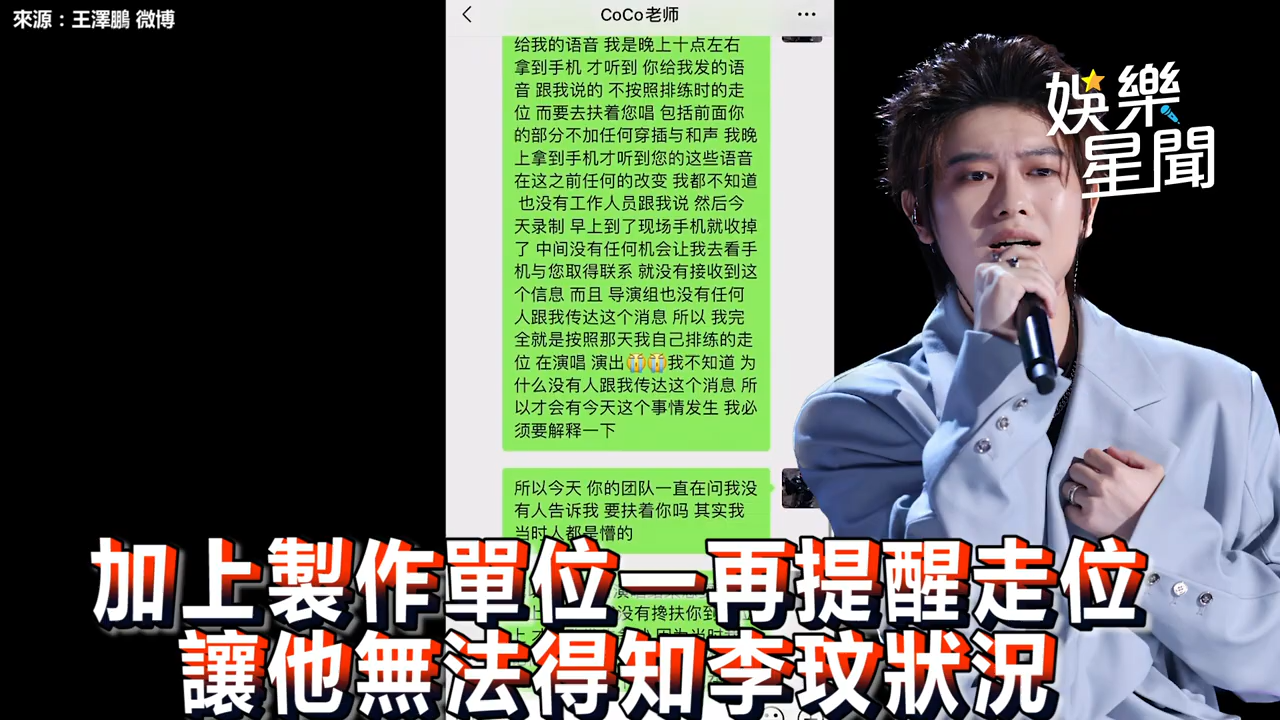 來源：王澤鵬 微博
CoCo老师
给我的语音 我是晚上十点左右
拿到手机 才听到 你给我发的语
音 跟我说的 不按照排练时的走
位 而要去扶着您唱 包括前面你
的部分不加任何穿插与和声 我晚
上拿到手机才听到您的这些语音
在这之前任何的改变 我都不知道
也没有工作人员跟我说 然后今
天录制 早上到了现场手机就收掉
了 中间没有任何机会让我去看手
机与您取得联系 就没有接收到这
个信息 而且 导演组也没有任何
人跟我传达这个消息 所以 我完
全就是按照那天我自己排练的走
位 在演唱 演出😭😭我不知道 为
什么没有人跟我传达这个消息 所
以才会有今天这个事情发生 我必
须要解释一下
所以今天 你的团队一直在问我没
有人告诉我 要扶着你吗 其实我
当时人都是懵的
没有搀扶你到
娛樂
星聞
加上製作單位一再提醒走位
讓他無法得知李玟狀況